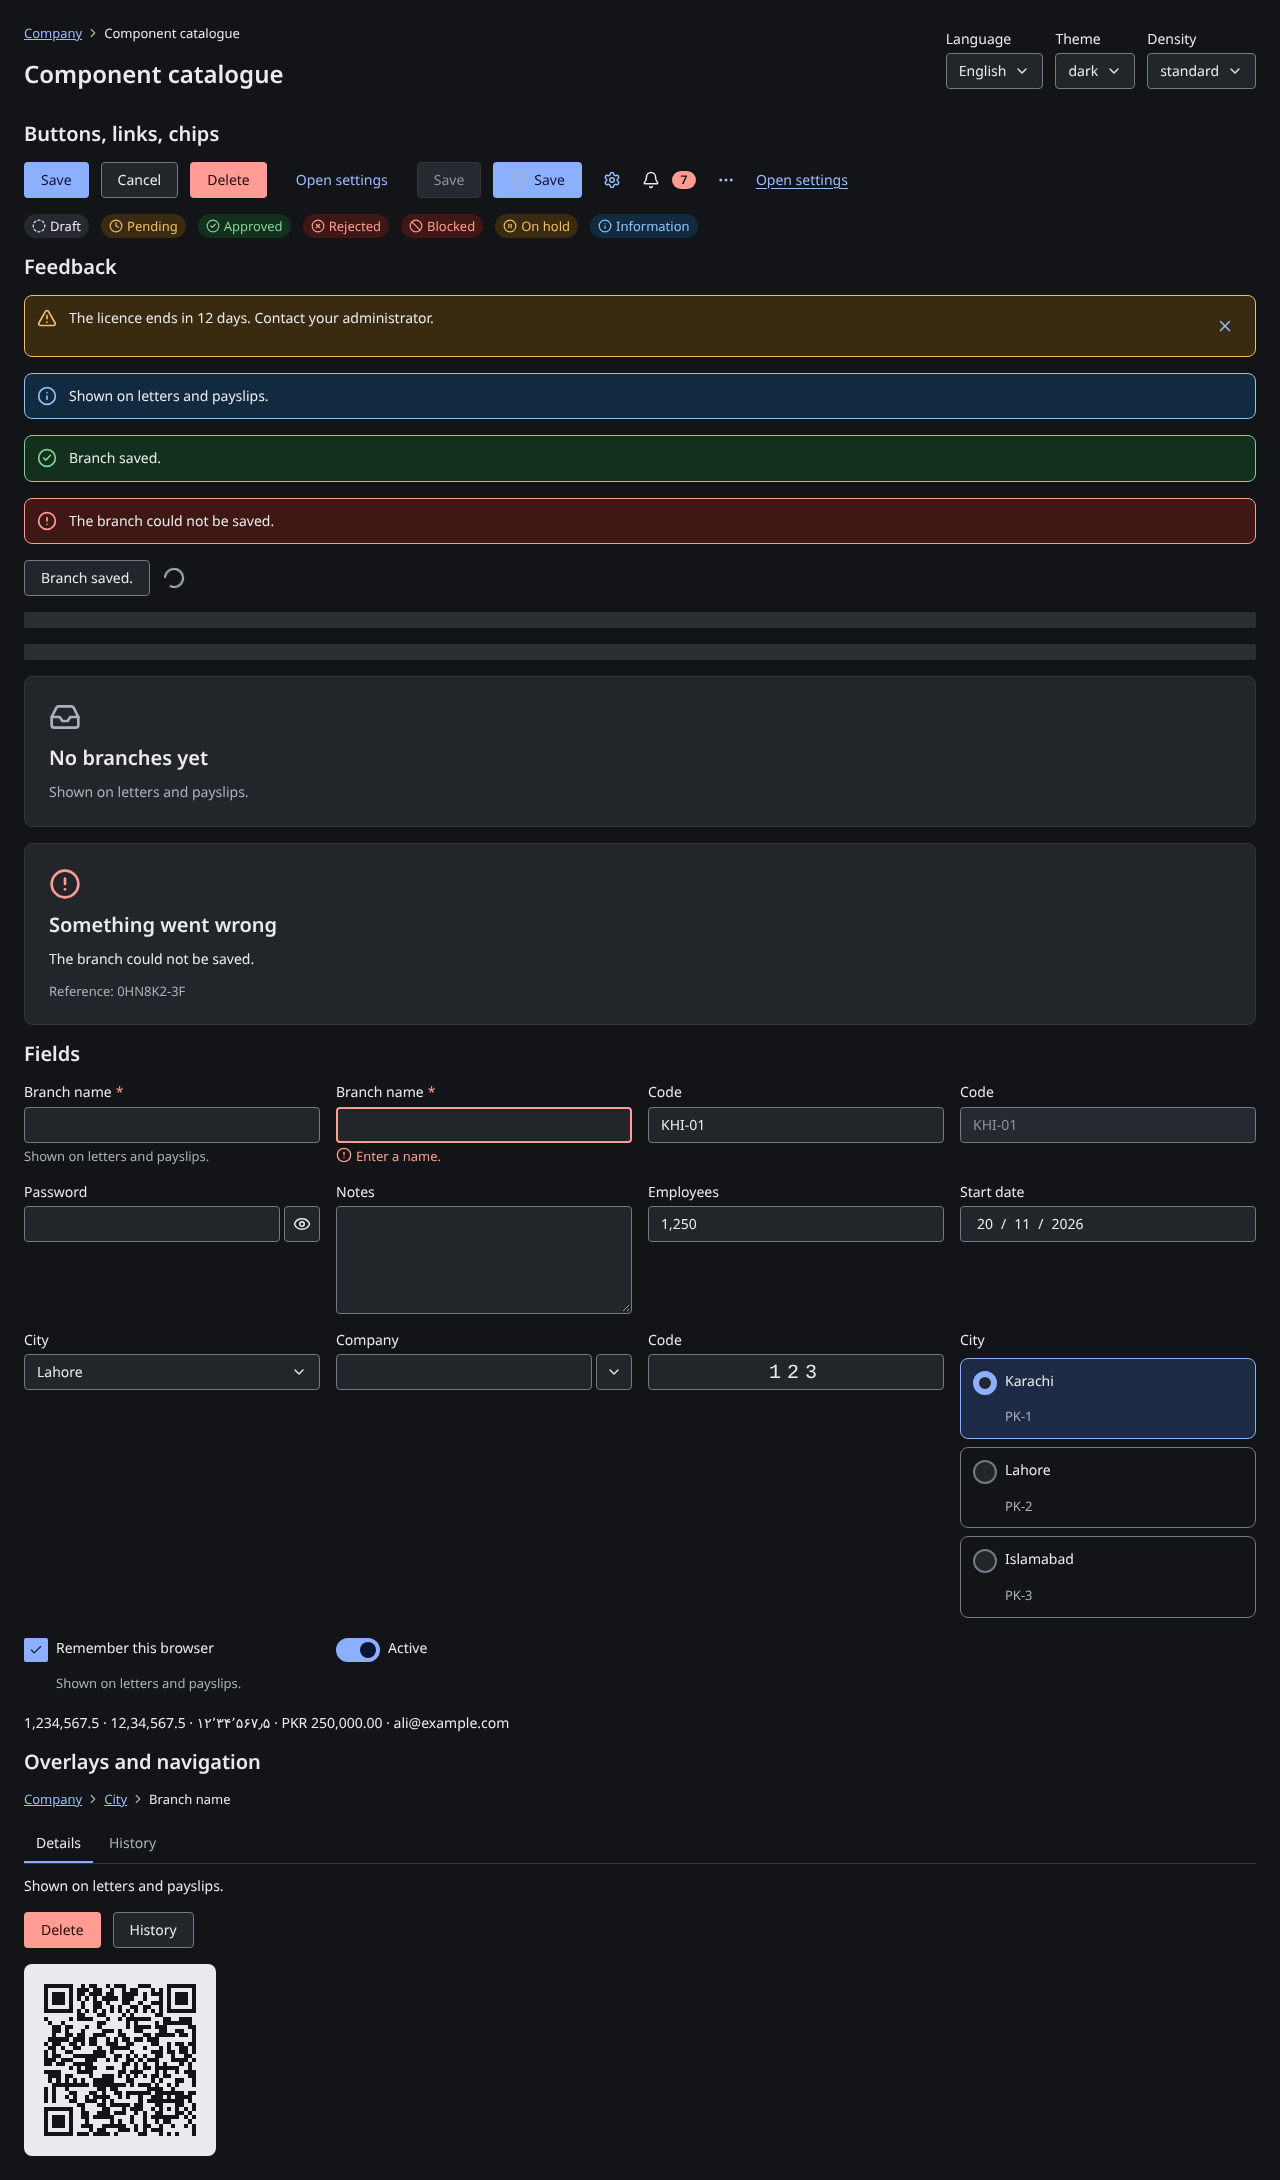 Company > Component catalogue
Component catalogue
Language Theme Density
English dark standard
Buttons, links, chips
Save Cancel Delete Open settings Save Save 7 Open settings
Draft Pending Approved Rejected Blocked On hold Information
Feedback
The licence ends in 12 days. Contact your administrator.
Shown on letters and payslips.
Branch saved.
The branch could not be saved.
Branch saved.
No branches yet
Shown on letters and payslips.
Something went wrong
The branch could not be saved.
Reference: 0HN8K2-3F
Fields
Branch name * Branch name * Code Code
KHI-01 KHI-01
Shown on letters and payslips. Enter a name.
Password Notes Employees Start date
1,250 20 / 11 / 2026
City Company Code City
Lahore 1 2 3
Karachi
PK-1
Lahore
PK-2
Islamabad
PK-3
Remember this browser Active
Shown on letters and payslips.
1,234,567.5 · 12,34,567.5 · ۱۲٬۳۴٬۵۶۷٫۵ · PKR 250,000.00 · ali@example.com
Overlays and navigation
Company > City > Branch name
Details History
Shown on letters and payslips.
Delete History